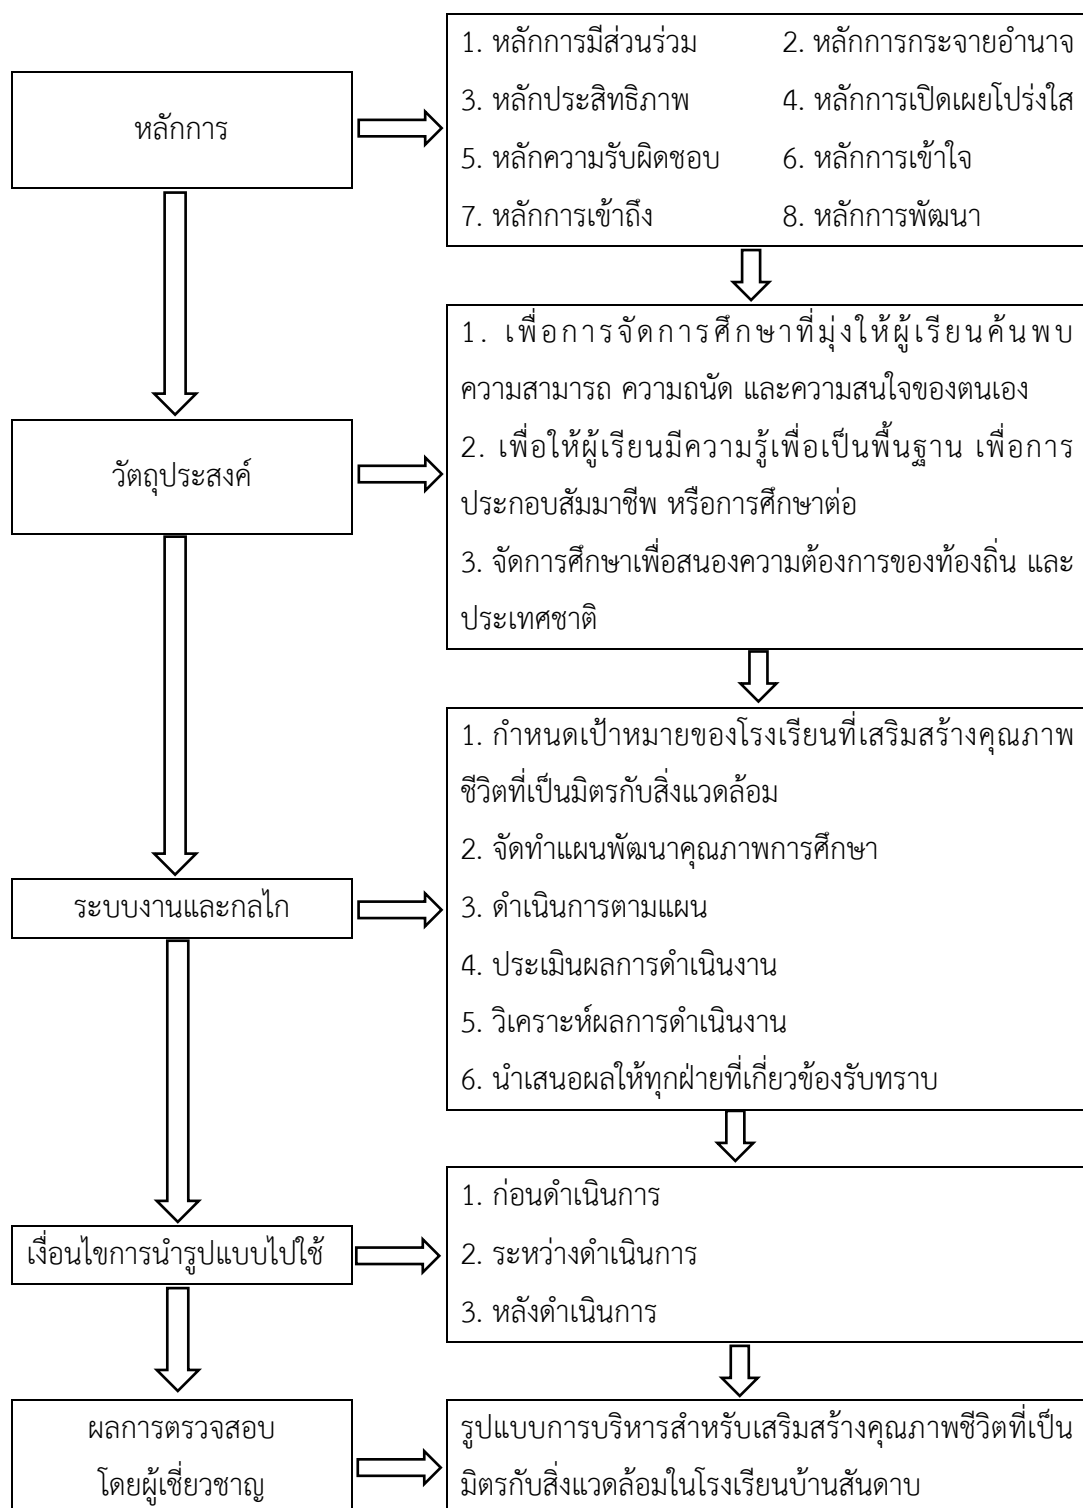 หลักการ
1. หลักการมีส่วนร่วม 2. หลักการกระจายอำนาจ
3. หลักประสิทธิภาพ 4. หลักการเปิดเผยโปร่งใส
5. หลักความรับผิดชอบ 6. หลักการเข้าใจ
7. หลักการเข้าถึง 8. หลักการพัฒนา
วัตถุประสงค์
1. เพื่อการจัดการศึกษาที่มุ่งให้ผู้เรียนค้นพบ
ความสามารถ ความถนัด และความสนใจของตนเอง
2. เพื่อให้ผู้เรียนมีความรู้เพื่อเป็นพื้นฐาน เพื่อการ
ประกอบสัมมาชีพ หรือการศึกษาต่อ
3. จัดการศึกษาเพื่อสนองความต้องการของท้องถิ่น และ
ประเทศชาติ
ระบบงานและกลไก
1. กำหนดเป้าหมายของโรงเรียนที่เสริมสร้างคุณภาพ
ชีวิตที่เป็นมิตรกับสิ่งแวดล้อม
2. จัดทำแผนพัฒนาคุณภาพการศึกษา
3. ดำเนินการตามแผน
4. ประเมินผลการดำเนินงาน
5. วิเคราะห์ผลการดำเนินงาน
6. นำเสนอผลให้ทุกฝ่ายที่เกี่ยวข้องรับทราบ
เงื่อนไขการนำรูปแบบไปใช้
1. ก่อนดำเนินการ
2. ระหว่างดำเนินการ
3. หลังดำเนินการ
ผลการตรวจสอบ
โดยผู้เชี่ยวชาญ
รูปแบบการบริหารสำหรับเสริมสร้างคุณภาพชีวิตที่เป็น
มิตรกับสิ่งแวดล้อมในโรงเรียนบ้านสันดาบ